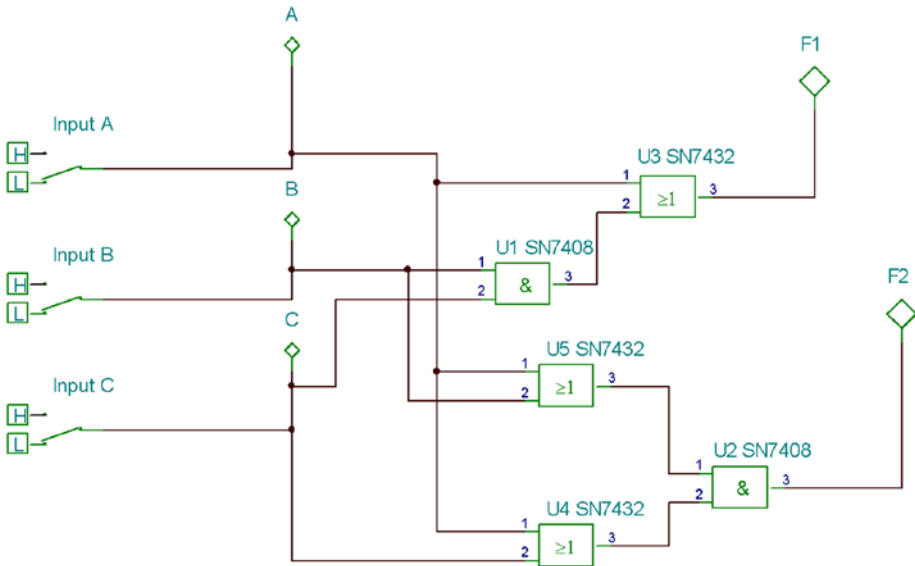 A
F1
Input A
H
L
U3 SN7432
1
2
3
≥1
B
Input B
H
L
U1 SN7408
1
2
3
&
F2
C
Input C
H
L
U5 SN7432
1
2
3
≥1
U2 SN7408
1
2
3
&
U4 SN7432
1
2
3
≥1